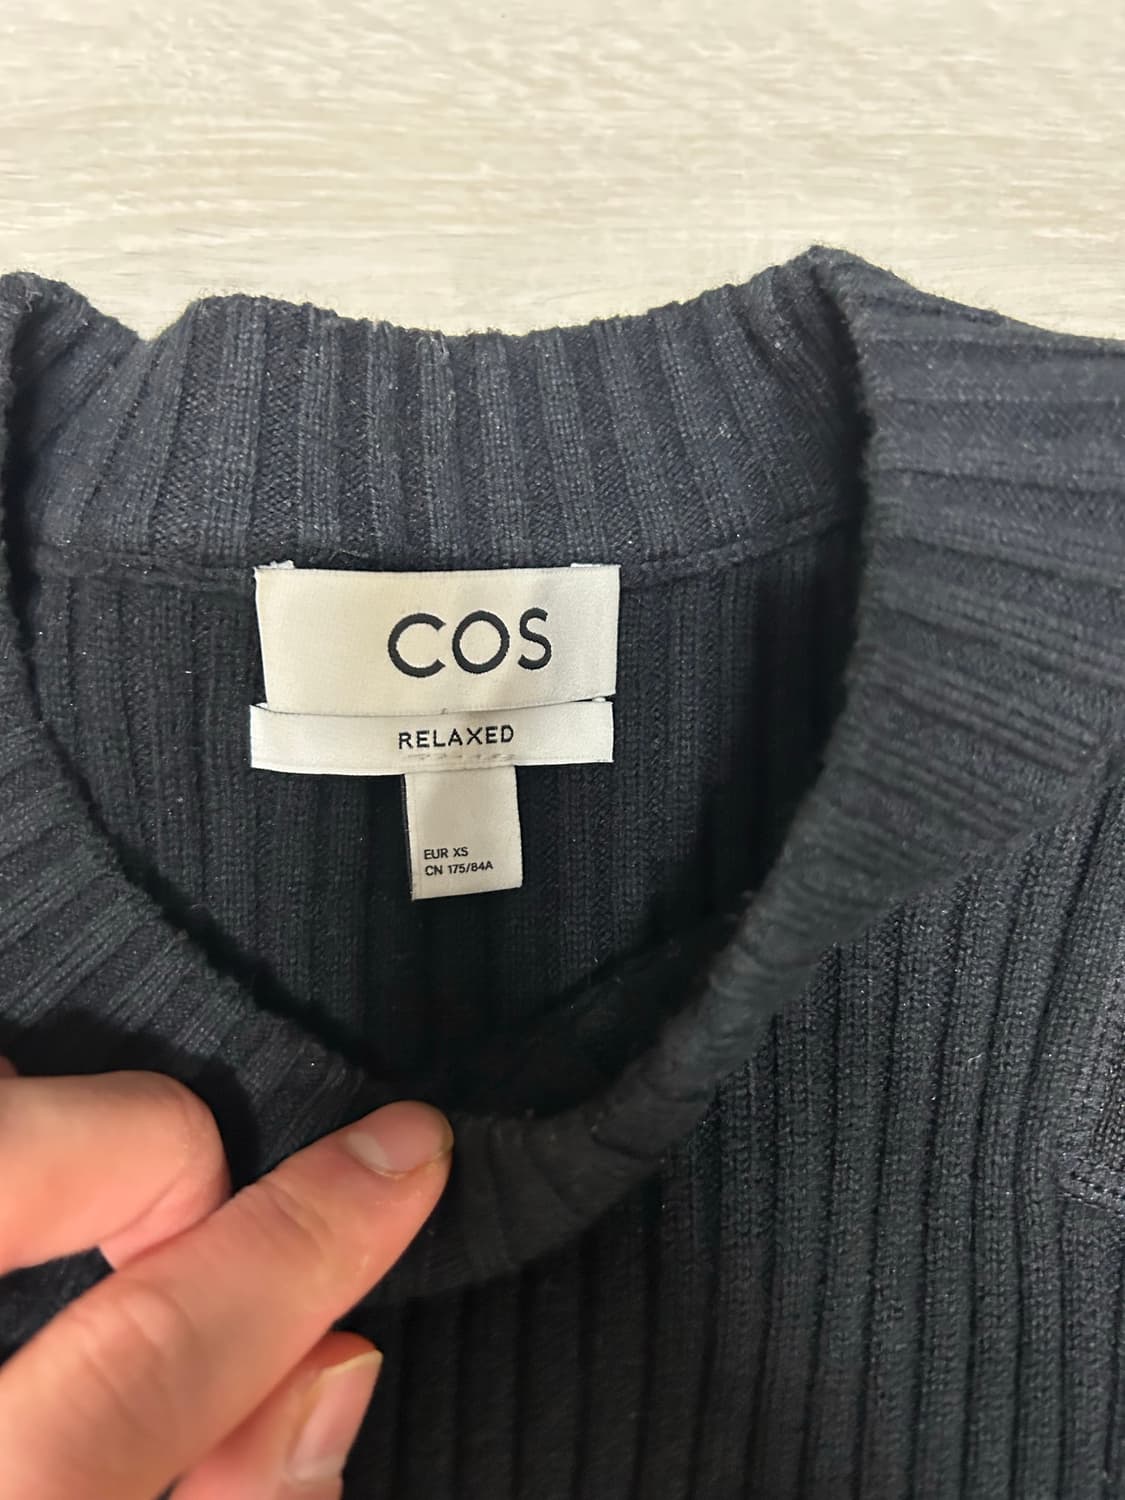 COS
RELAXED
EUR XS
CN 175/84A